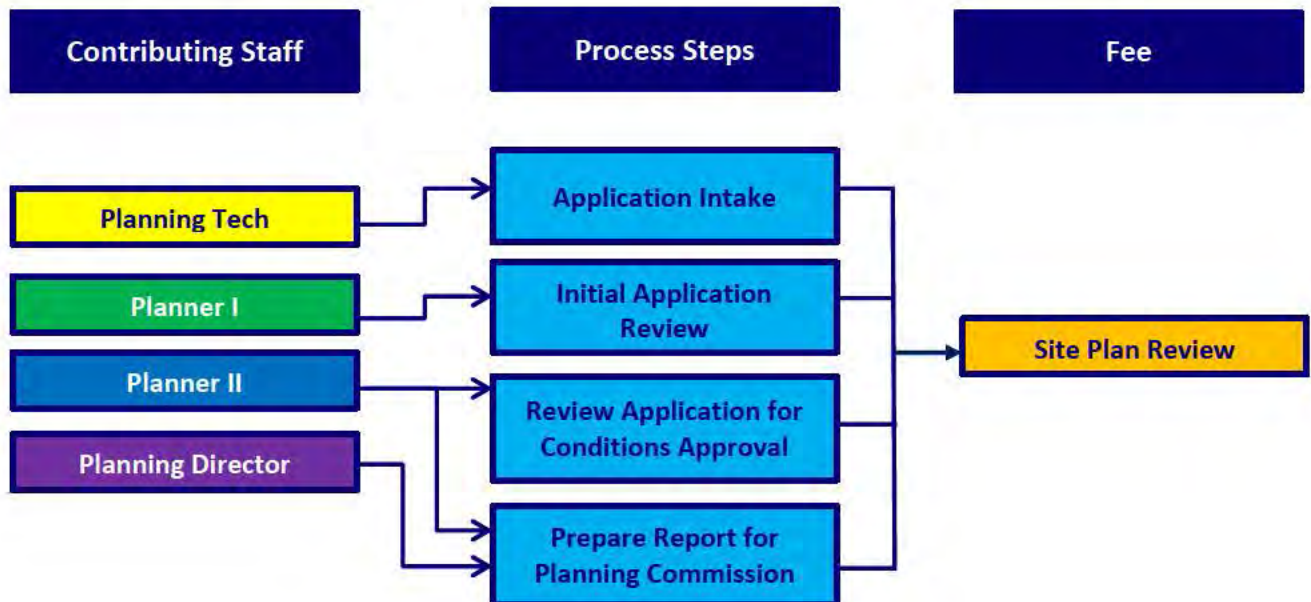 Contributing Staff
Process Steps
Fee
Planning Tech
Planner I
Planner II
Planning Director
Application Intake
Initial Application
Review
Review Application for
Conditions Approval
Prepare Report for
Planning Commission
Site Plan Review